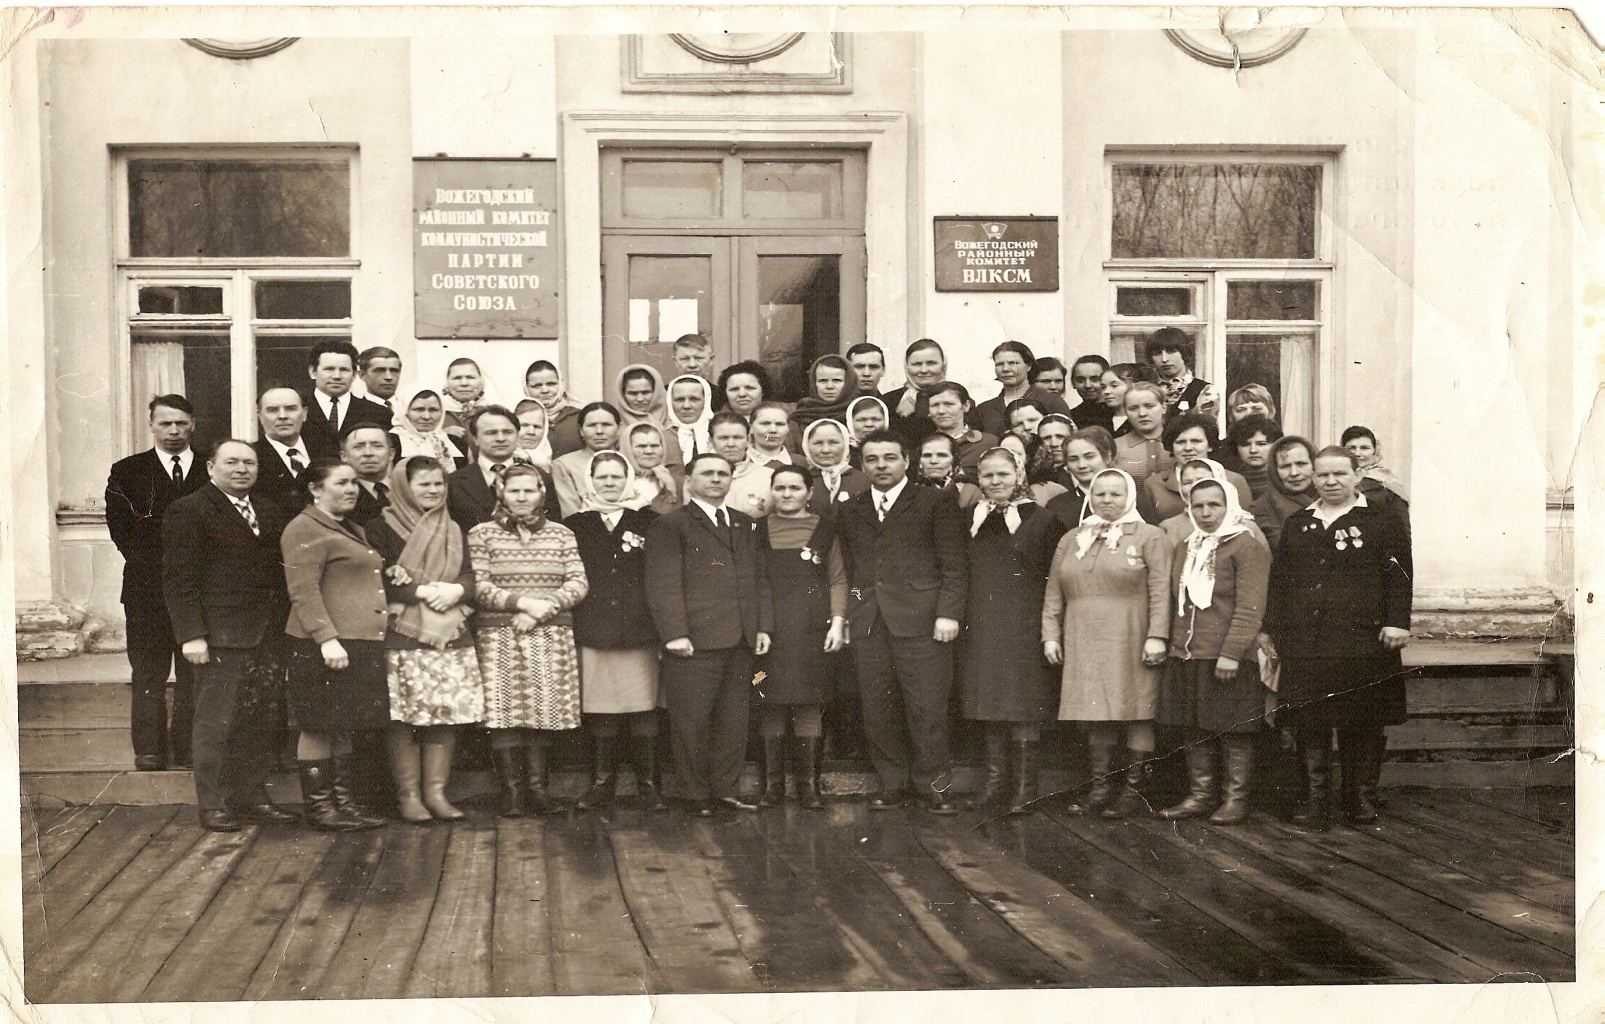 ВОЖЕГОДСКИЙ
РАЙОННЫЙ КОМИТЕТ
КОММУНИСТИЧЕСКОЙ
ПАРТИИ
СОВЕТСКОГО
СОЮЗА
ВОЖЕГОДСКИЙ
РАЙОННЫЙ
КОМИТЕТ
ВЛКСМ